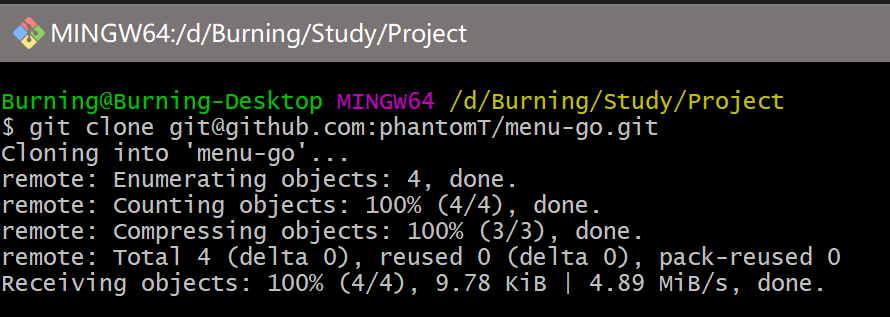 MINGW64:/d/Burning/Study/Project
Burning@Burning-Desktop MINGW64 /d/Burning/Study/Project
$ git clone git@github.com:phantomT/menu-go.git
Cloning into 'menu-go'...
remote: Enumerating objects: 4, done.
remote: Counting objects: 100% (4/4), done.
remote: Compressing objects: 100% (3/3), done.
remote: Total 4 (delta 0), reused 0 (delta 0), pack-reused 0
Receiving objects: 100% (4/4), 9.78 KiB | 4.89 MiB/s, done.